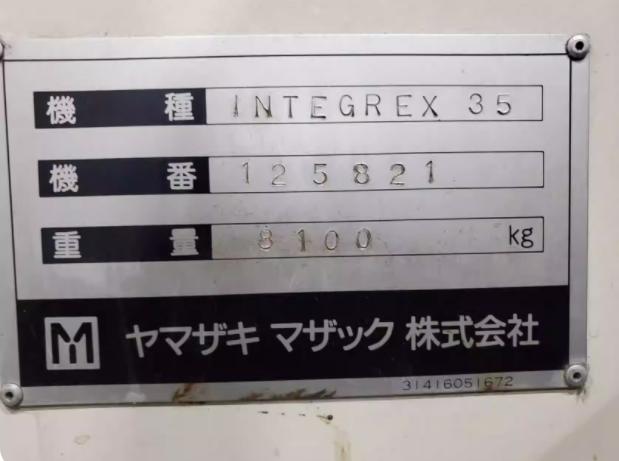 機種 INTEGREX 35
機番 125821
重量 8100 kg
M ヤマザキ マザック 株式会社
31416051672